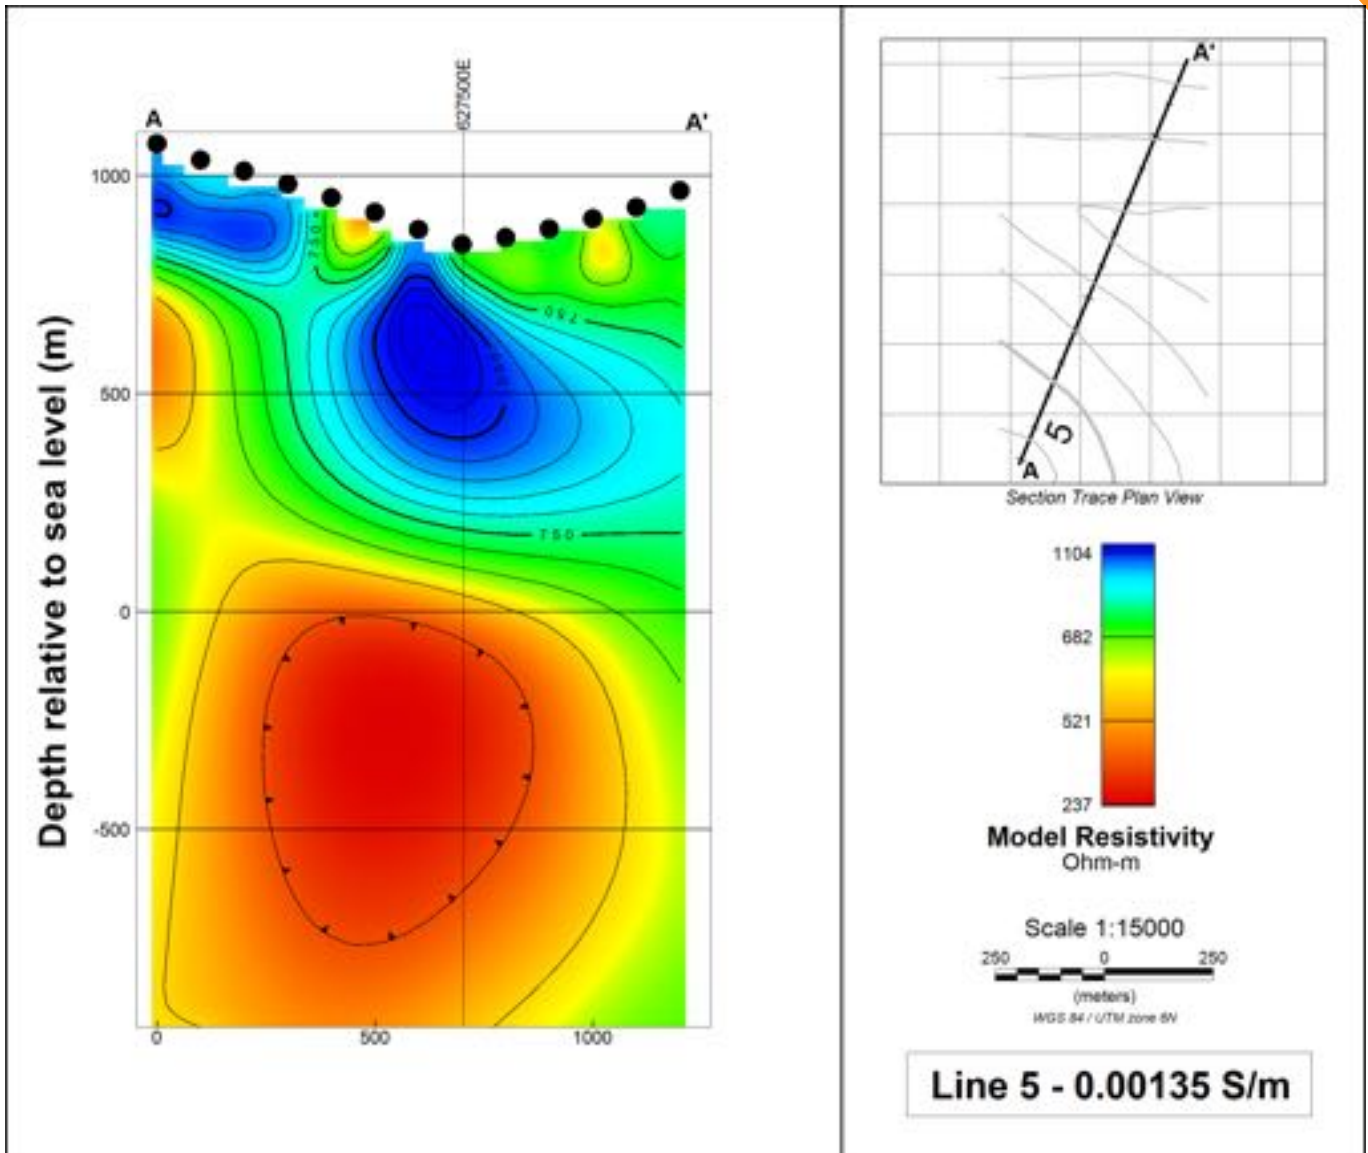 A
627500E
A'
1000
500
0
-500
Depth relative to sea level (m)
750
750
750
0
500
1000
A'
5
A
Section Trace Plan View
1104
682
521
237
Model Resistivity
Ohm-m
Scale 1:15000
250 0 250
(meters)
WGS 84 / UTM zone 6N
Line 5 - 0.00135 S/m